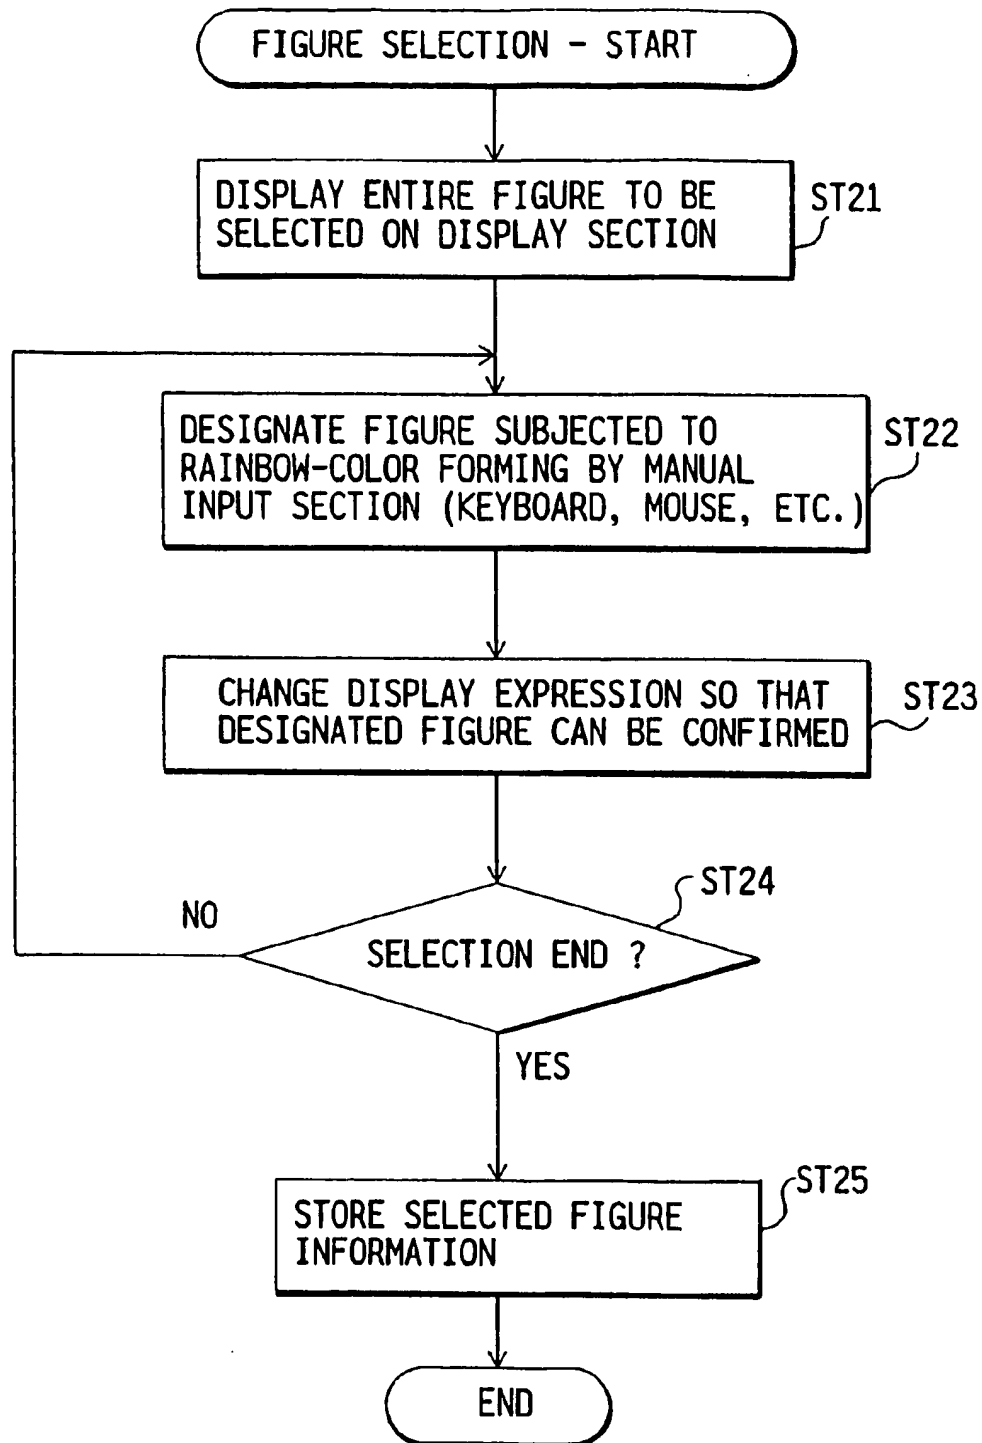 FIGURE SELECTION - START
DISPLAY ENTIRE FIGURE TO BE
SELECTED ON DISPLAY SECTION
ST21
DESIGNATE FIGURE SUBJECTED TO
RAINBOW-COLOR FORMING BY MANUAL
INPUT SECTION (KEYBOARD, MOUSE, ETC.)
ST22
CHANGE DISPLAY EXPRESSION SO THAT
DESIGNATED FIGURE CAN BE CONFIRMED
ST23
ST24
NO
SELECTION END ?
YES
ST25
STORE SELECTED FIGURE
INFORMATION
END